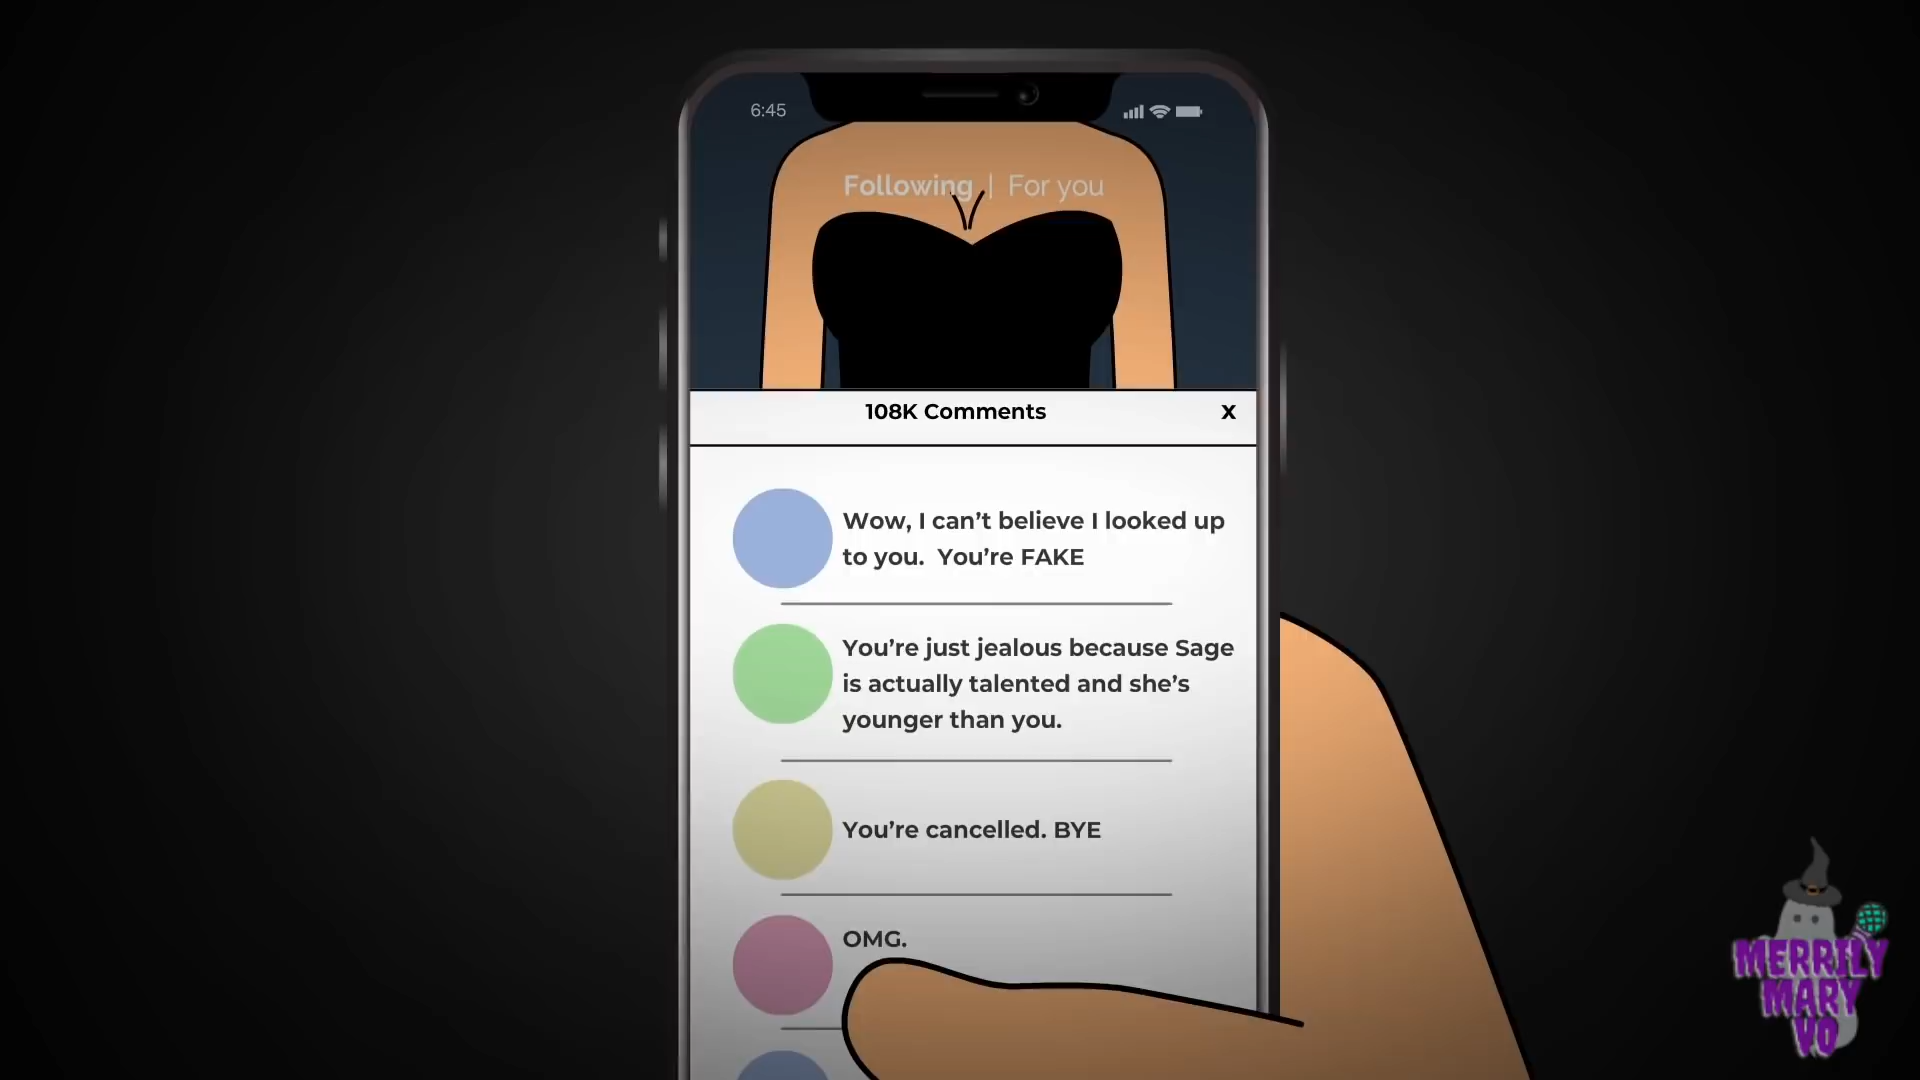 6:45
Following | For you
108K Comments X
Wow, I can’t believe I looked up
to you.  You’re FAKE
You’re just jealous because Sage
is actually talented and she’s
younger than you.
You’re cancelled. BYE
OMG.
MERRILY
MARY
VO